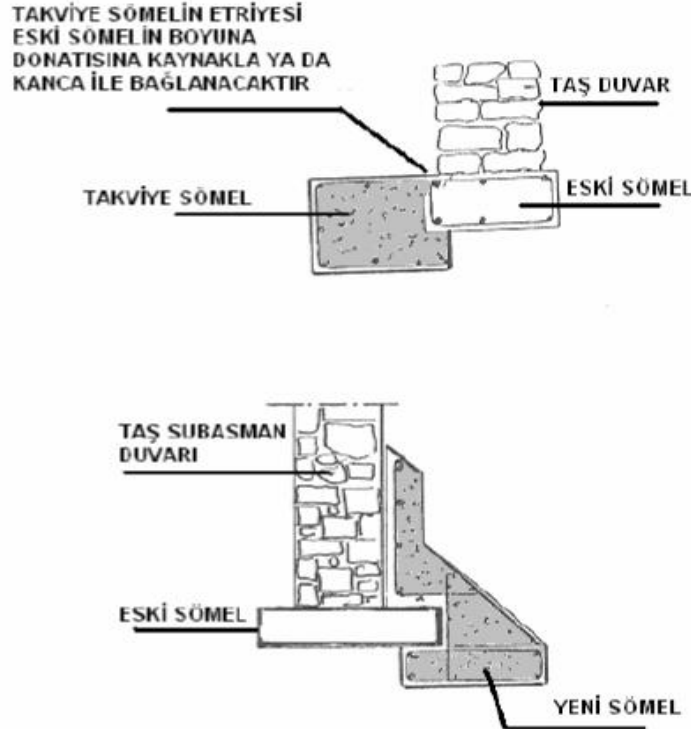 TAKVİYE SÖMELİN ETRİYESİ
ESKİ SÖMELİN BOYUNA
DONATISINA KAYNAKLA YA DA
KANCA İLE BAĞLANACAKTIR
TAŞ DUVAR
TAKVİYE SÖMEL
ESKİ SÖMEL
TAŞ SUBASMAN
DUVARI
ESKİ SÖMEL
YENİ SÖMEL